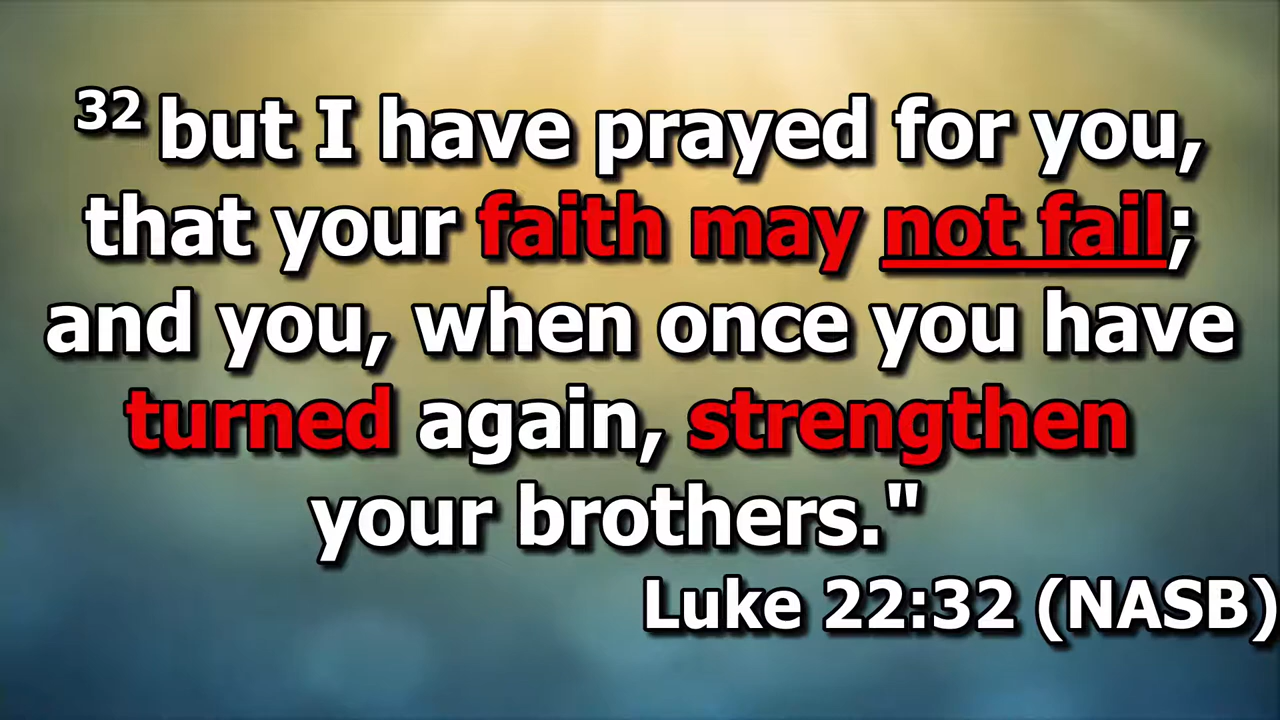 32 but I have prayed for you,
that your faith may not fail;
and you, when once you have
turned again, strengthen
your brothers."
Luke 22:32 (NASB)